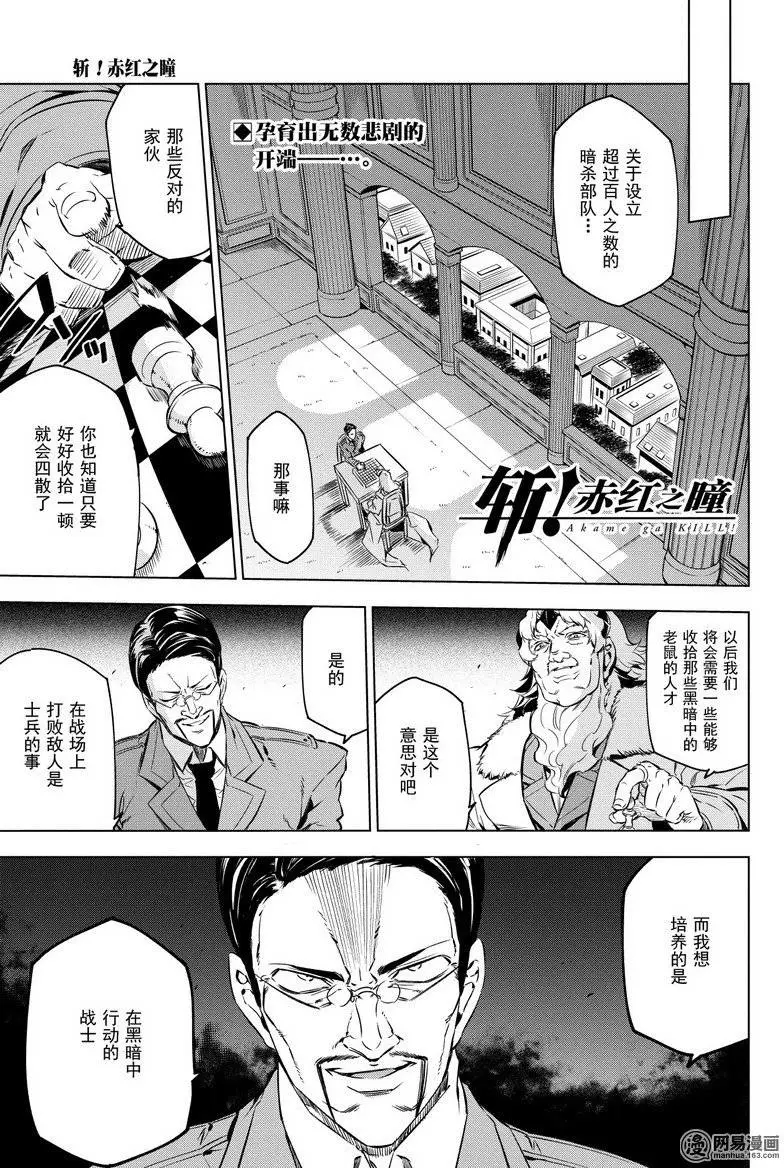 斩！赤红之瞳
关于设立
超过百人之数的
暗杀部队…
◆孕育出无数悲剧的
开端——…。
那事嘛
斩!赤红之瞳
Akame ga KILL!
那些反对的
家伙
你也知道只要
好好收拾一顿
就会四散了
以后我们
将会需要一些能够
收拾那些黑暗中的
老鼠的人才
是这个
意思对吧
是的
在战场上
打败敌人是
士兵的事
而我想
培养的是
在黑暗中
行动的
战士
网易漫画
manhua.163.com